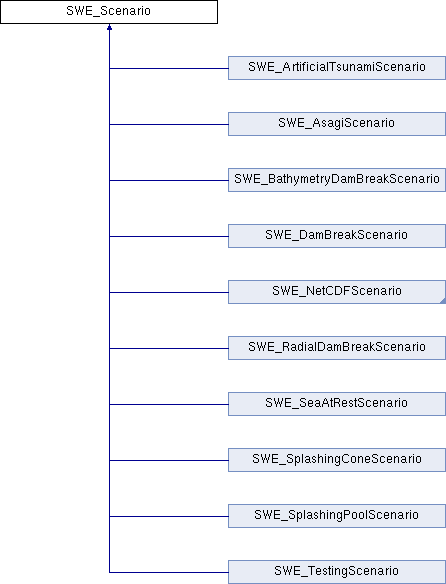 SWE_Scenario
SWE_ArtificialTsunamiScenario
SWE_AsagiScenario
SWE_BathymetryDamBreakScenario
SWE_DamBreakScenario
SWE_NetCDFScenario
SWE_RadialDamBreakScenario
SWE_SeaAtRestScenario
SWE_SplashingConeScenario
SWE_SplashingPoolScenario
SWE_TestingScenario